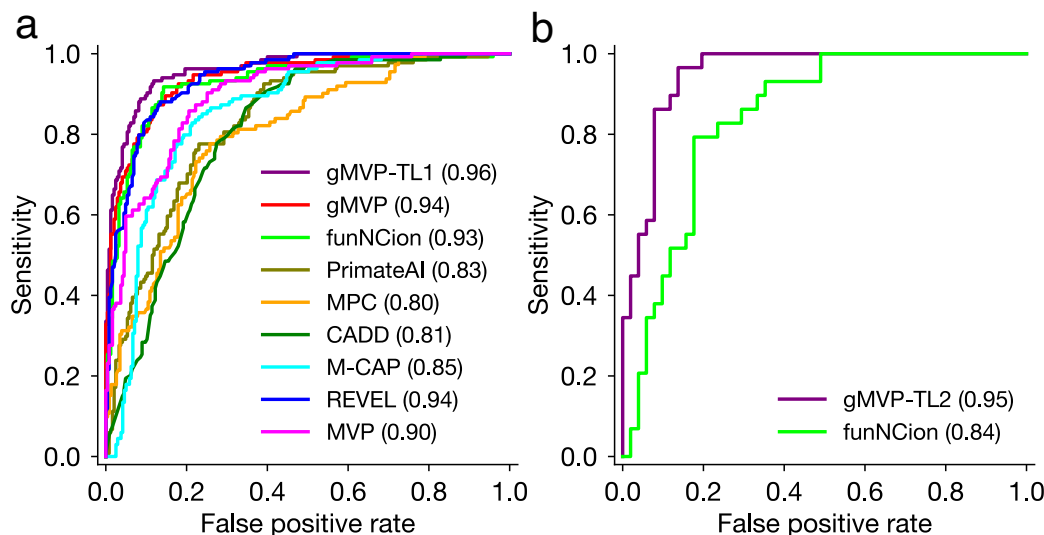 a
1.0
0.8
0.6
0.4
0.2
0.0
Sensitivity
gMVP-TL1 (0.96)
gMVP (0.94)
funNCion (0.93)
PrimateAI (0.83)
MPC (0.80)
CADD (0.81)
M-CAP (0.85)
REVEL (0.94)
MVP (0.90)
0.0 0.2 0.4 0.6 0.8 1.0
False positive rate
b
1.0
0.8
0.6
0.4
0.2
0.0
Sensitivity
gMVP-TL2 (0.95)
funNCion (0.84)
0.0 0.2 0.4 0.6 0.8 1.0
False positive rate